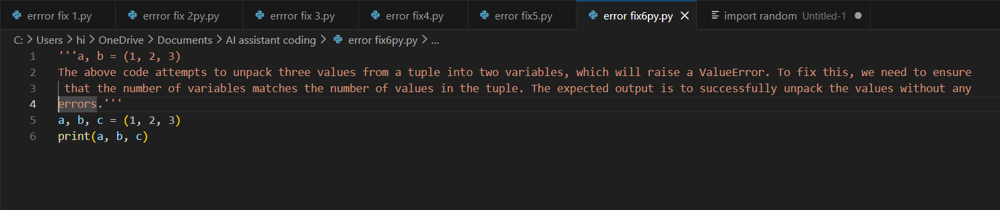 errror fix 1.py errror fix 2py.py errror fix 3.py error fix4.py error fix5.py error fix6py.py import random Untitled-1
C: > Users > hi > OneDrive > Documents > AI assistant coding > error fix6py.py > ...
1 '''a, b = (1, 2, 3)
2 The above code attempts to unpack three values from a tuple into two variables, which will raise a ValueError. To fix this, we need to ensure
3 that the number of variables matches the number of values in the tuple. The expected output is to successfully unpack the values without any
4 errors.'''
5 a, b, c = (1, 2, 3)
6 print(a, b, c)